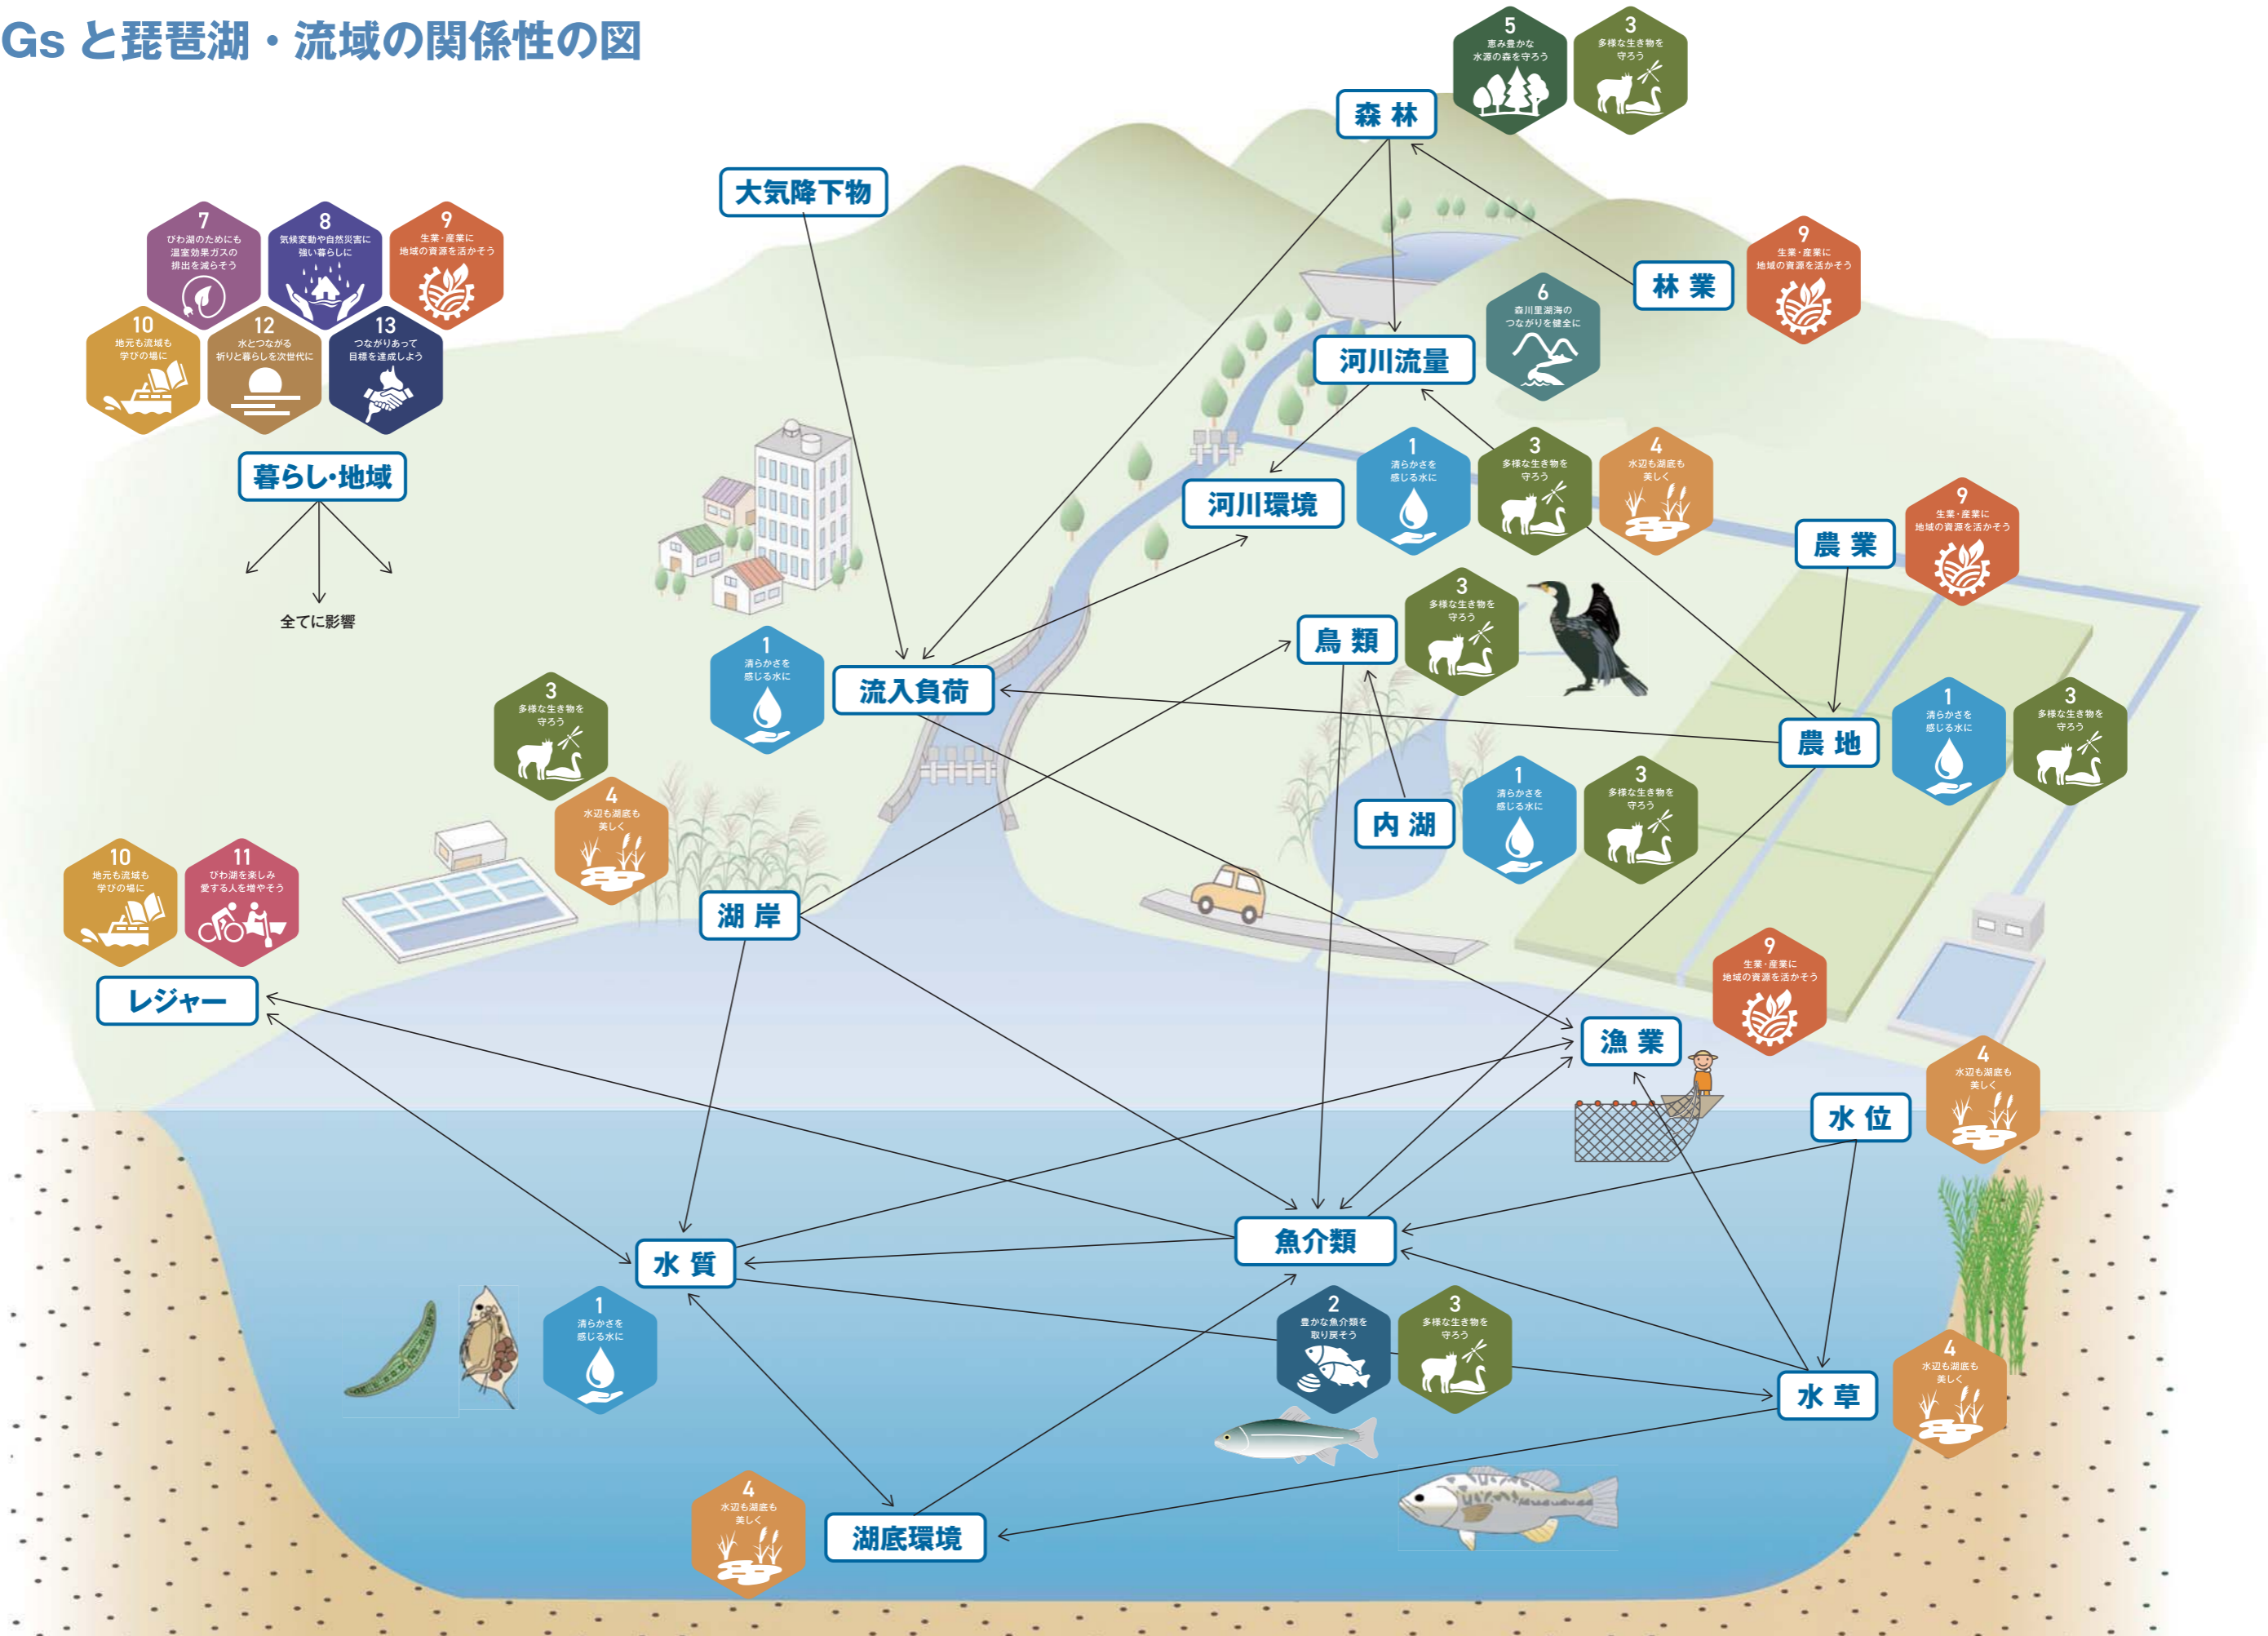 Gs と琵琶湖・流域の関係性の図
5
恵み豊かな
水源の森を守ろう
3
多様な生き物を
守ろう
森 林
大気降下物
7
びわ湖のためにも
温室効果ガスの
排出を減らそう
8
気候変動や自然災害に
強い暮らしに
9
生業・産業に
地域の資源を活かそう
10
地元も流域も
学びの場に
12
水とつながる
祈りと暮らしを次世代に
13
つながりあって
目標を達成しよう
暮らし・地域
全てに影響
9
生業・産業に
地域の資源を活かそう
林 業
6
森川里湖海の
つながりを健全に
河川流量
1
清らかさを
感じる水に
3
多様な生き物を
守ろう
4
水辺も湖底も
美しく
河川環境
9
生業・産業に
地域の資源を活かそう
農 業
3
多様な生き物を
守ろう
鳥 類
1
清らかさを
感じる水に
流入負荷
1
清らかさを
感じる水に
3
多様な生き物を
守ろう
農 地
1
清らかさを
感じる水に
3
多様な生き物を
守ろう
内 湖
3
多様な生き物を
守ろう
4
水辺も湖底も
美しく
湖 岸
10
地元も流域も
学びの場に
11
びわ湖を楽しみ
愛する人を増やそう
レジャー
9
生業・産業に
地域の資源を活かそう
漁 業
4
水辺も湖底も
美しく
水 位
魚介類
2
豊かな魚介類を
取り戻そう
3
多様な生き物を
守ろう
水 質
1
清らかさを
感じる水に
4
水辺も湖底も
美しく
水 草
4
水辺も湖底も
美しく
湖底環境